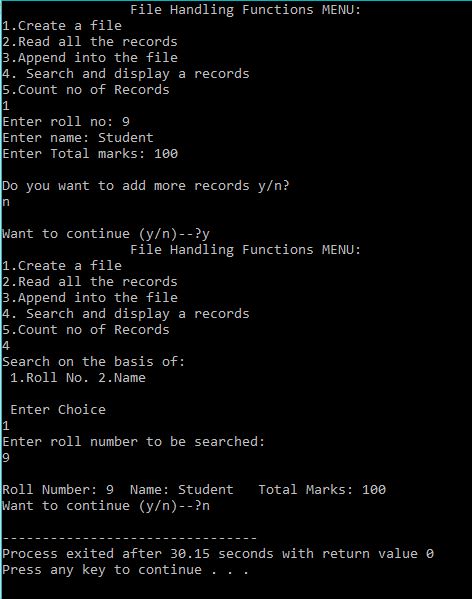 File Handling Functions MENU:
1.Create a file
2.Read all the records
3.Append into the file
4. Search and display a records
5.Count no of Records
1
Enter roll no: 9
Enter name: Student
Enter Total marks: 100
Do you want to add more records y/n?
n
Want to continue (y/n)--?y
File Handling Functions MENU:
1.Create a file
2.Read all the records
3.Append into the file
4. Search and display a records
5.Count no of Records
4
Search on the basis of:
1.Roll No. 2.Name
Enter Choice
1
Enter roll number to be searched:
9
Roll Number: 9  Name: Student   Total Marks: 100
Want to continue (y/n)--?n
--------------------------------
Process exited after 30.15 seconds with return value 0
Press any key to continue . . .